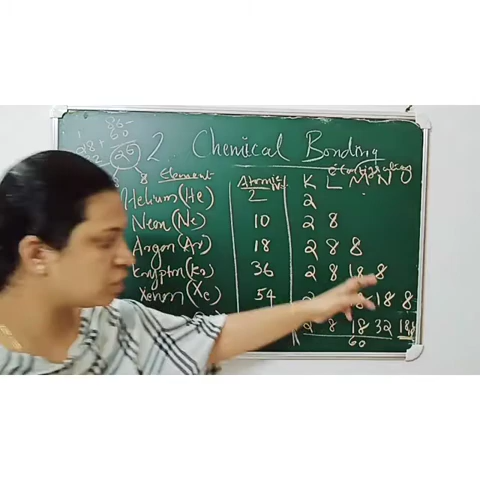 86-
60
28+
26
8
2 Chemical Bonding
Element Atomic No. K L M N O
Helium (He) 2 2
Neon (Ne) 10 2 8
Argon (Ar) 18 2 8 8
Krypton (Kr) 36 2 8 18 8
Xenon (Xe) 54 2 18 18 8
2 8 18 32 18
60